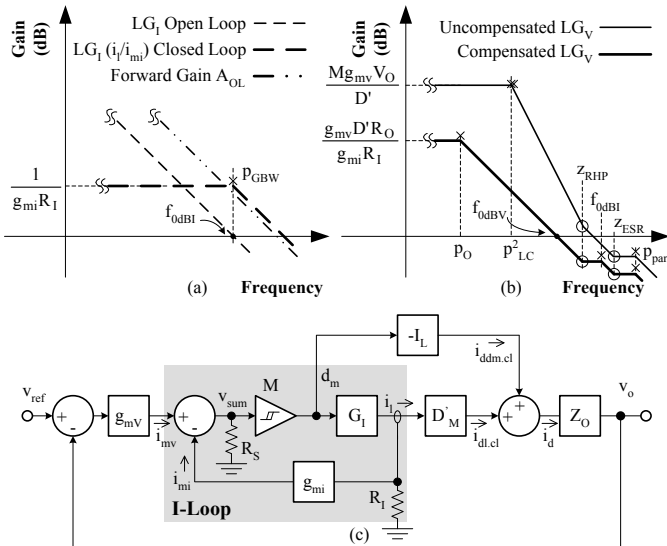 Gain
(dB)
LG_I Open Loop
LG_I (i_l/i_mi) Closed Loop
Forward Gain A_OL
1
g_mi R_I
p_GBW
f_0dBI
(a)
Frequency
Gain
(dB)
Uncompensated LG_V
Compensated LG_V
Mg_mv V_O
D'
g_mv D' R_O
g_mi R_I
z_RHP
f_0dBI
z_ESR
f_0dBV
p_O
p^2_LC
p_par
(b)
Frequency
-I_L
i_ddm.cl
v_ref
+
-
g_mV
i_mv
+
-
v_sum
M
d_m
G_I
i_l
D'_M
i_dl.cl
+
+
i_d
Z_O
v_o
R_S
i_mi
g_mi
R_I
I-Loop
(c)